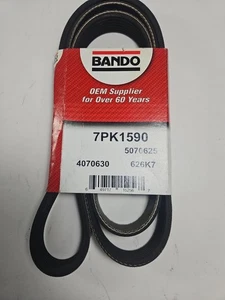 BANDO
OEM Supplier
for Over 60 Years
7PK1590
5070625
4070630 626K7